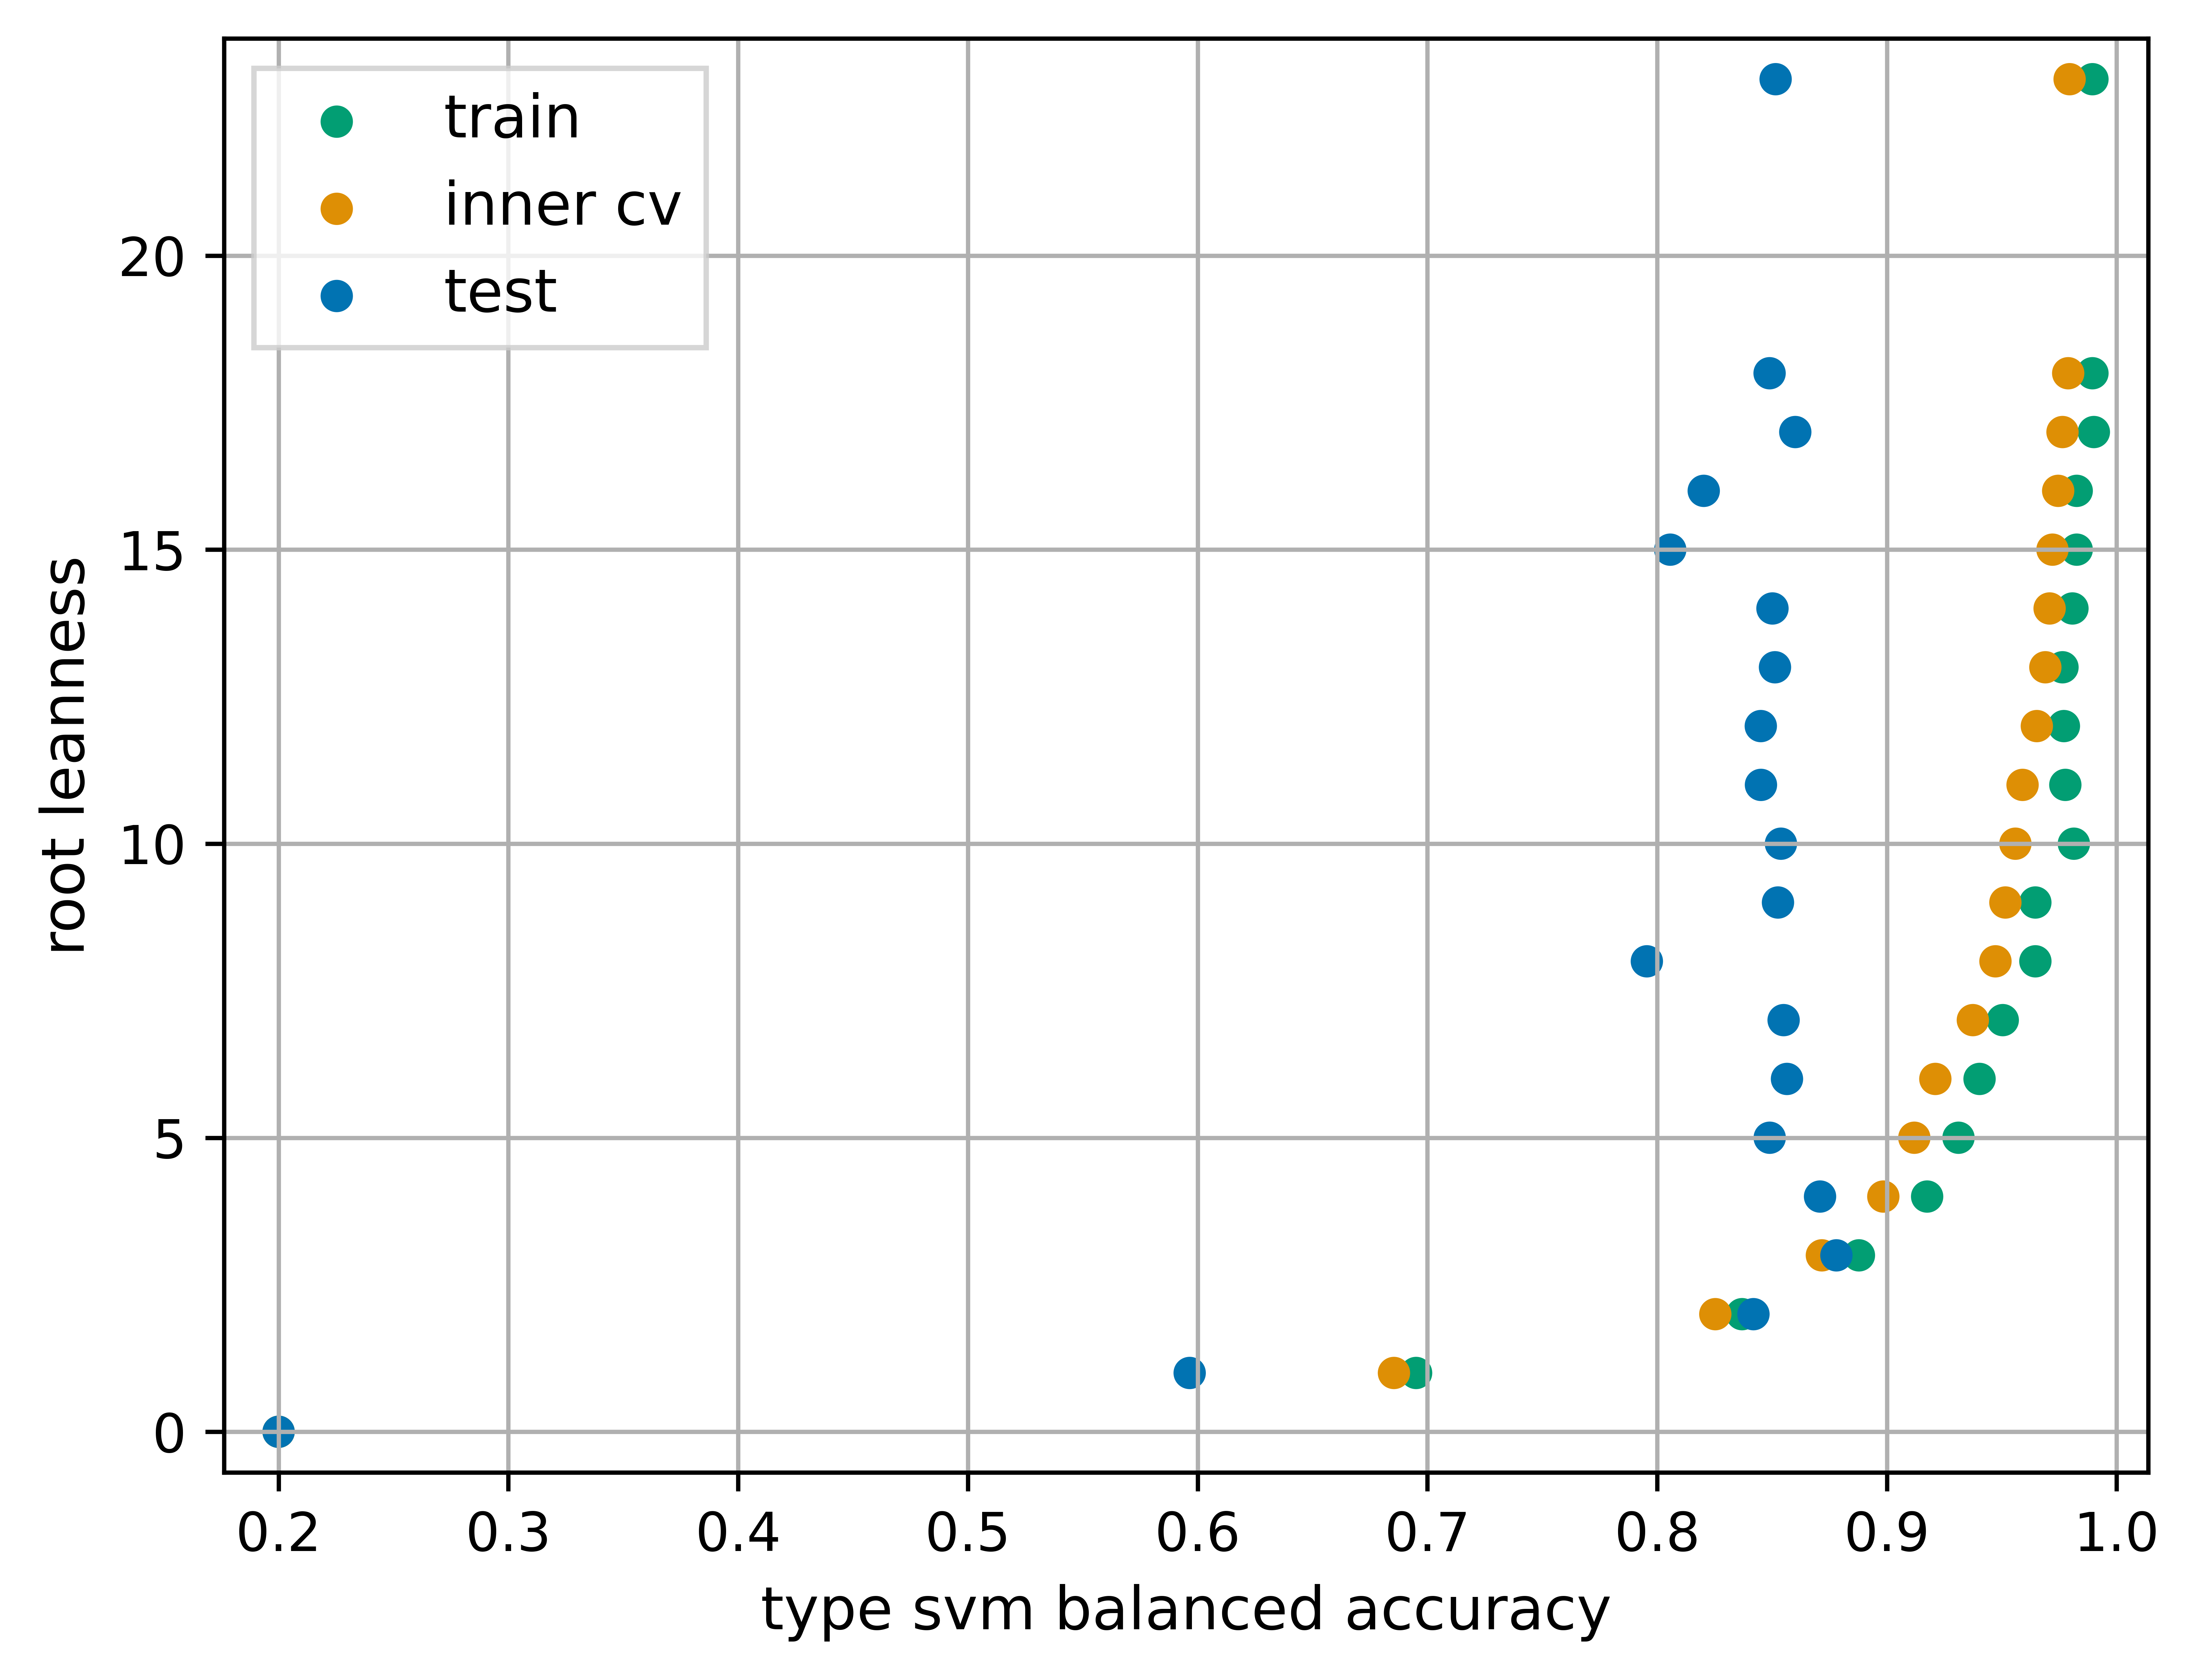 train
inner cv
test
20
15
10
5
0
root leanness
0.2 0.3 0.4 0.5 0.6 0.7 0.8 0.9 1.0
type svm balanced accuracy